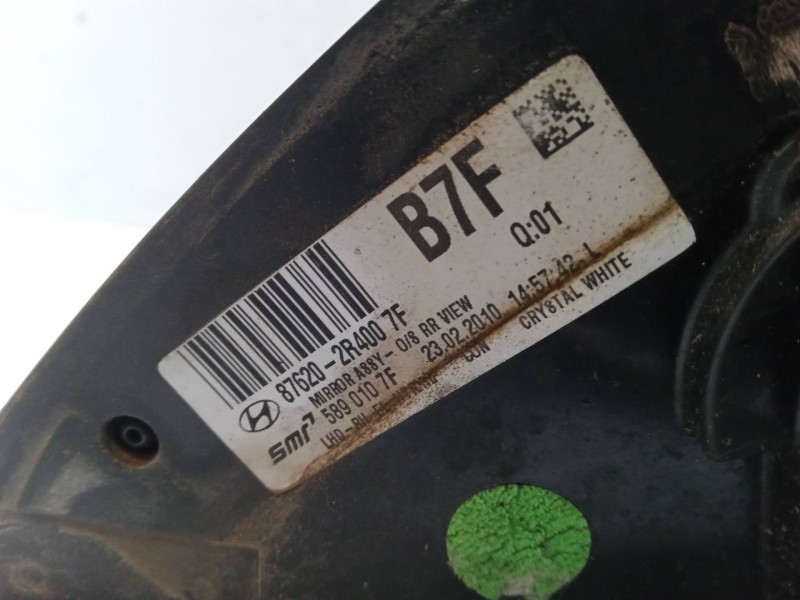 B7F
Q:01
87620-2R400 7F
MIRROR ASSY- O/S RR VIEW
smr 589 010 7F 23.02.2010 14:57:42 L
CRYSTAL WHITE